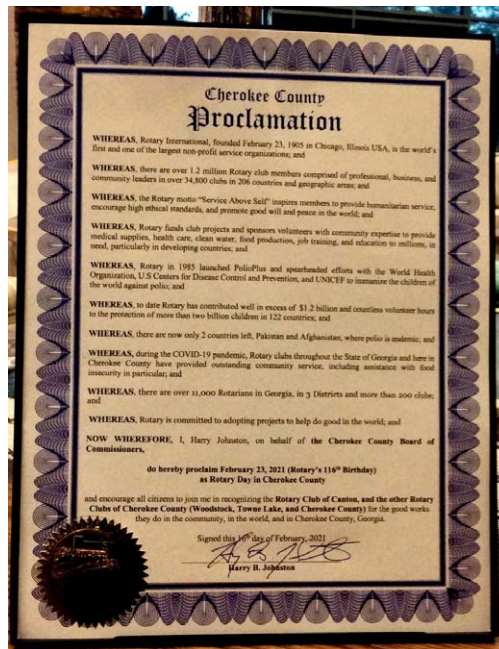 Cherokee County
Proclamation
WHEREAS, Rotary International, founded February 23, 1905 in Chicago, Illinois USA, is the world's
first and one of the largest non-profit service organizations; and
WHEREAS, there are over 1.2 million Rotary club members comprised of professional, business, and
community leaders in over 34,800 clubs in 206 countries and geographic areas; and
WHEREAS, the Rotary motto "Service Above Self" inspires members to provide humanitarian service,
encourage high ethical standards, and promote good will and peace in the world; and
WHEREAS, Rotary funds club projects and sponsors volunteers with community expertise to provide
medical supplies, health care, clean water, food production, job training, and education to millions, in
need, particularly in developing countries; and
WHEREAS, Rotary in 1985 launched PolioPlus and spearheaded efforts with the World Health
Organization, U.S Centers for Disease Control and Prevention, and UNICEF to immunize the children of
the world against polio; and
WHEREAS, to date Rotary has contributed well in excess of $1.2 billion and countless volunteer hours
to the protection of more than two billion children in 122 countries; and
WHEREAS, there are now only 2 countries left, Pakistan and Afghanistan, where polio is endemic; and
WHEREAS, during the COVID-19 pandemic, Rotary clubs throughout the State of Georgia and here in
Cherokee County have provided outstanding community service, including assistance with food
insecurity in particular; and
WHEREAS, there are over 11,000 Rotarians in Georgia, in 3 Districts and more than 200 clubs;
and
WHEREAS, Rotary is committed to adopting projects to help do good in the world; and
NOW WHEREFORE, I, Harry Johnston, on behalf of the Cherokee County Board of
Commissioners,
do hereby proclaim February 23, 2021 (Rotary's 116th Birthday)
as Rotary Day in Cherokee County
and encourage all citizens to join me in recognizing the Rotary Club of Canton, and the other Rotary
Clubs of Cherokee County (Woodstock, Towne Lake, and Cherokee County) for the good works
they do in the community, in the world, and in Cherokee County, Georgia.
Signed this 16th day of February, 2021
Harry B. Johnston